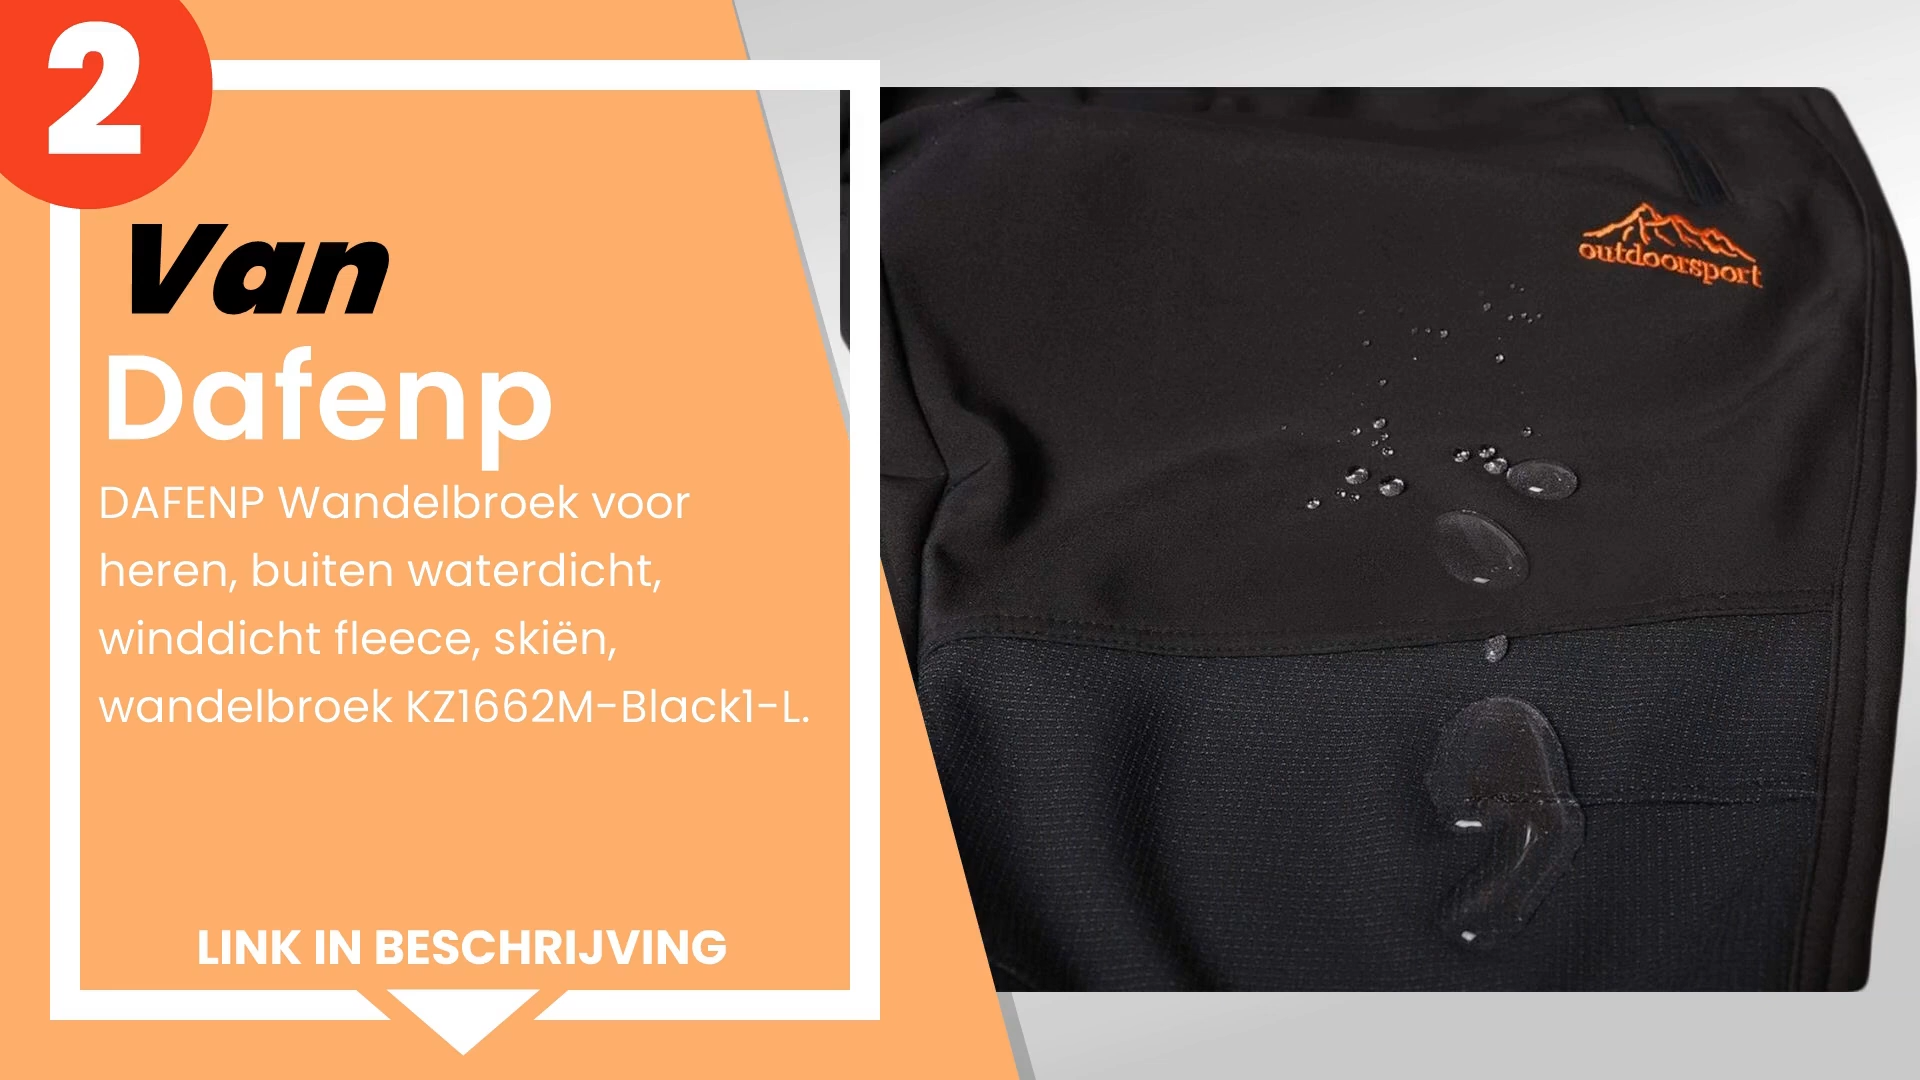 2
Van
Dafenp
DAFENP Wandelbroek voor
heren, buiten waterdicht,
winddicht fleece, skiën,
wandelbroek KZ1662M-Black1-L.
LINK IN BESCHRIJVING
outdoorsport